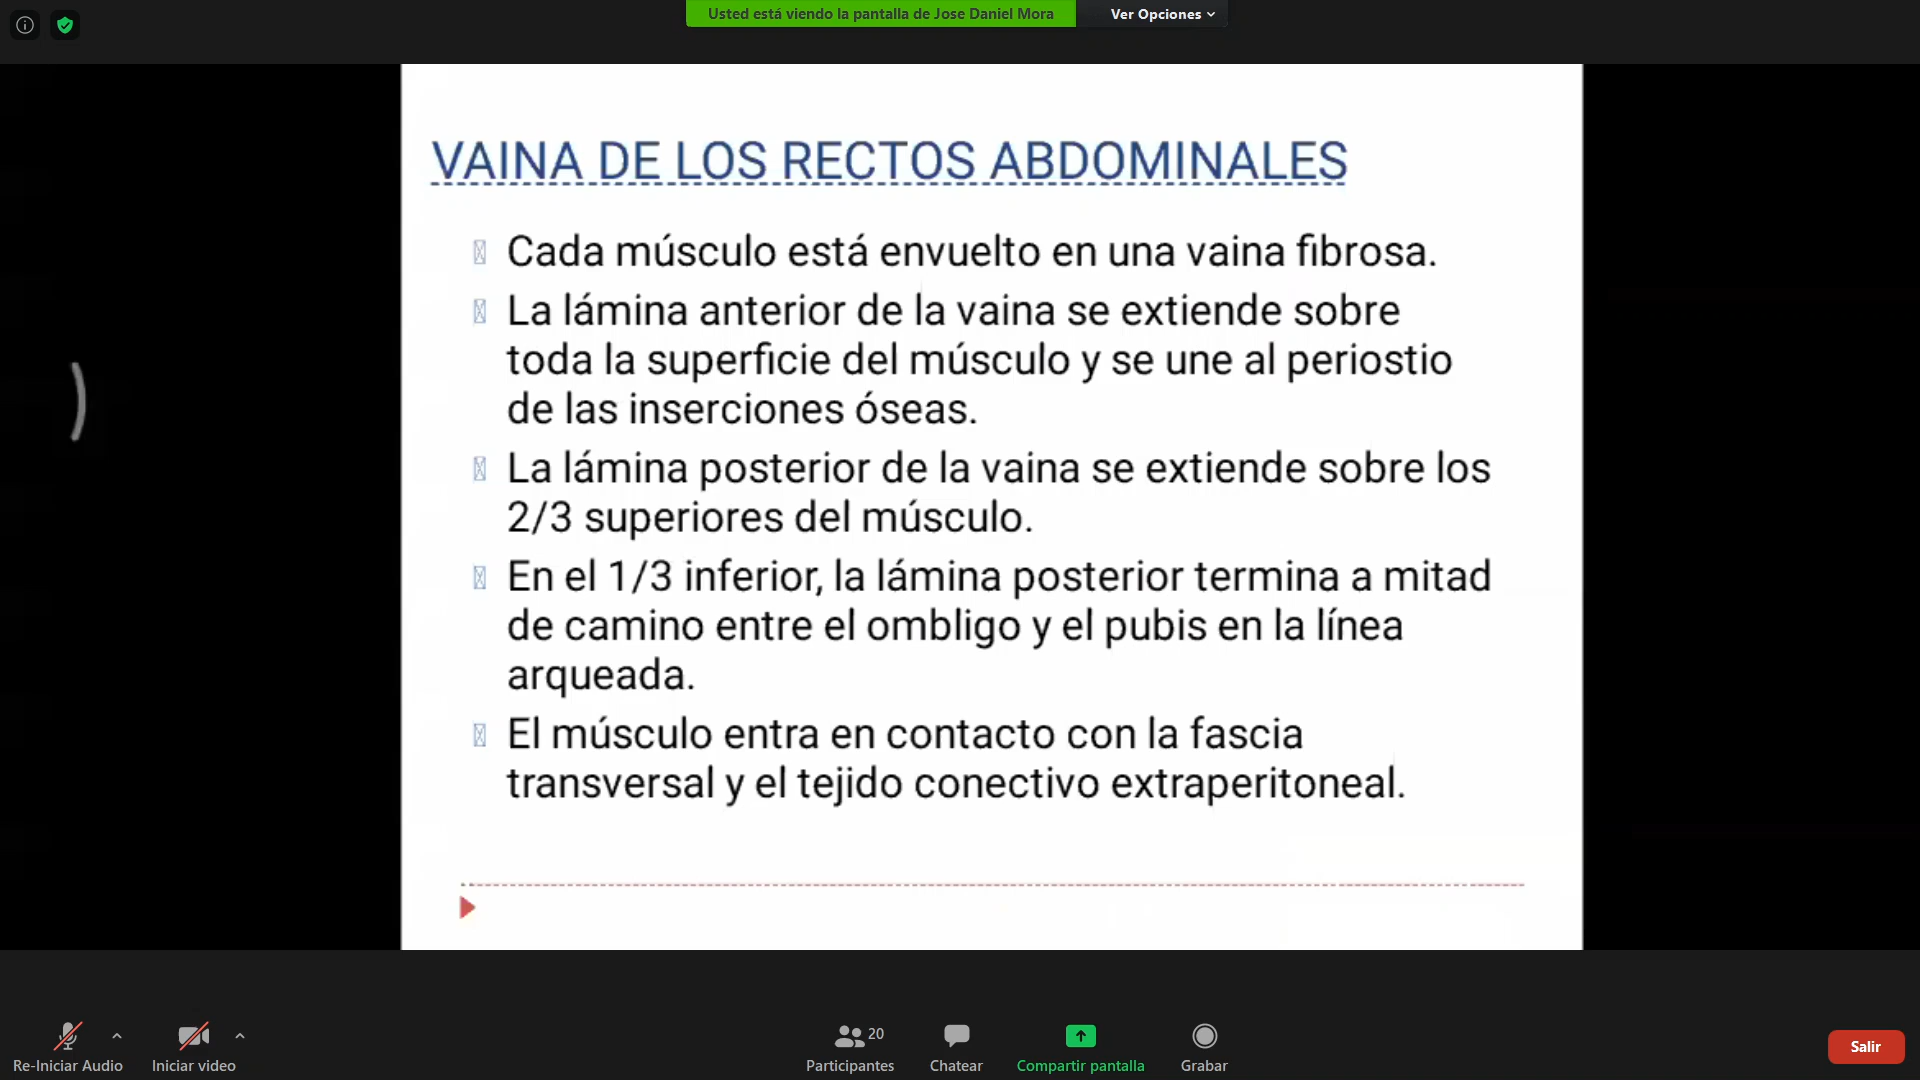 Usted está viendo la pantalla de Jose Daniel Mora
Ver Opciones
VAINA DE LOS RECTOS ABDOMINALES
Cada músculo está envuelto en una vaina fibrosa.
La lámina anterior de la vaina se extiende sobre
toda la superficie del músculo y se une al periostio
de las inserciones óseas.
La lámina posterior de la vaina se extiende sobre los
2/3 superiores del músculo.
En el 1/3 inferior, la lámina posterior termina a mitad
de camino entre el ombligo y el pubis en la línea
arqueada.
El músculo entra en contacto con la fascia
transversal y el tejido conectivo extraperitoneal.
Re-Iniciar Audio
Iniciar video
20
Participantes
Chatear
Compartir pantalla
Grabar
Salir